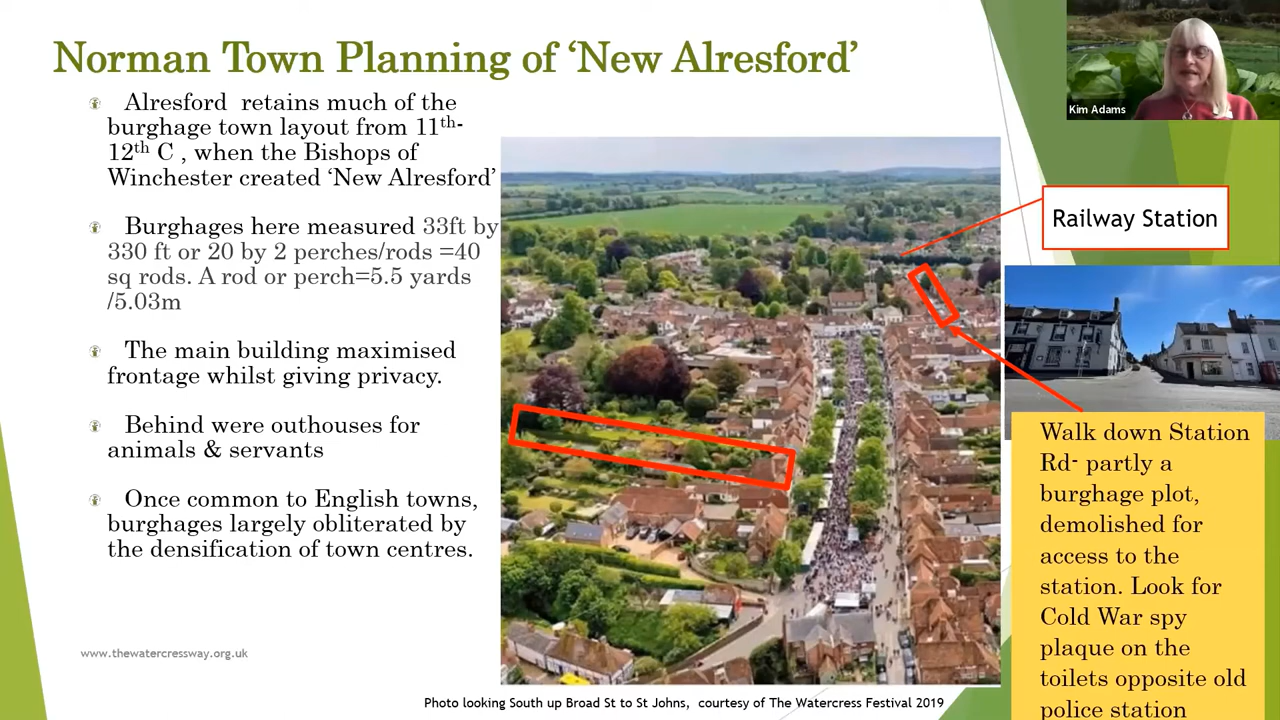 Norman Town Planning of ‘New Alresford’
Alresford retains much of the
burghage town layout from 11th-
12th C , when the Bishops of
Winchester created ‘New Alresford’
Burghages here measured 33ft by
330 ft or 20 by 2 perches/rods =40
sq rods. A rod or perch=5.5 yards
/5.03m
The main building maximised
frontage whilst giving privacy.
Behind were outhouses for
animals & servants
Once common to English towns,
burghages largely obliterated by
the densification of town centres.
www.thewatercressway.org.uk
Photo looking South up Broad St to St Johns, courtesy of The Watercress Festival 2019
Kim Adams
Railway Station
Walk down Station
Rd- partly a
burghage plot,
demolished for
access to the
station. Look for
Cold War spy
plaque on the
toilets opposite old
police station